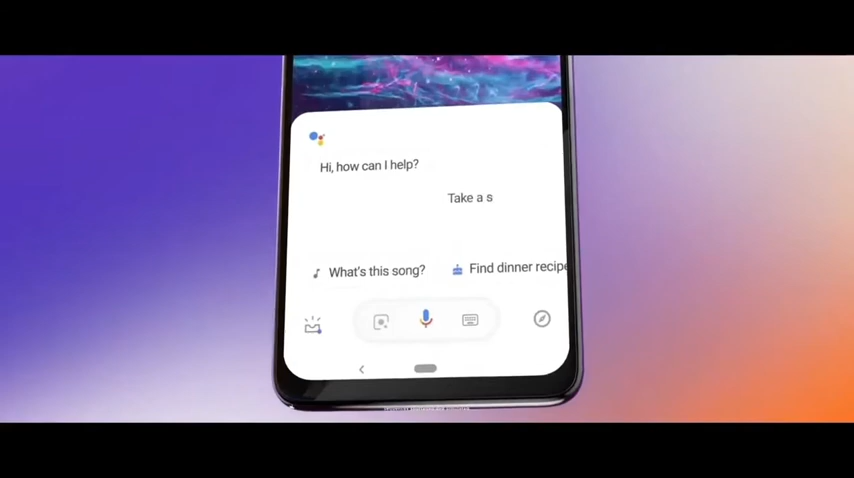 Hi, how can I help?
Take a s
What's this song?
Find dinner recipe